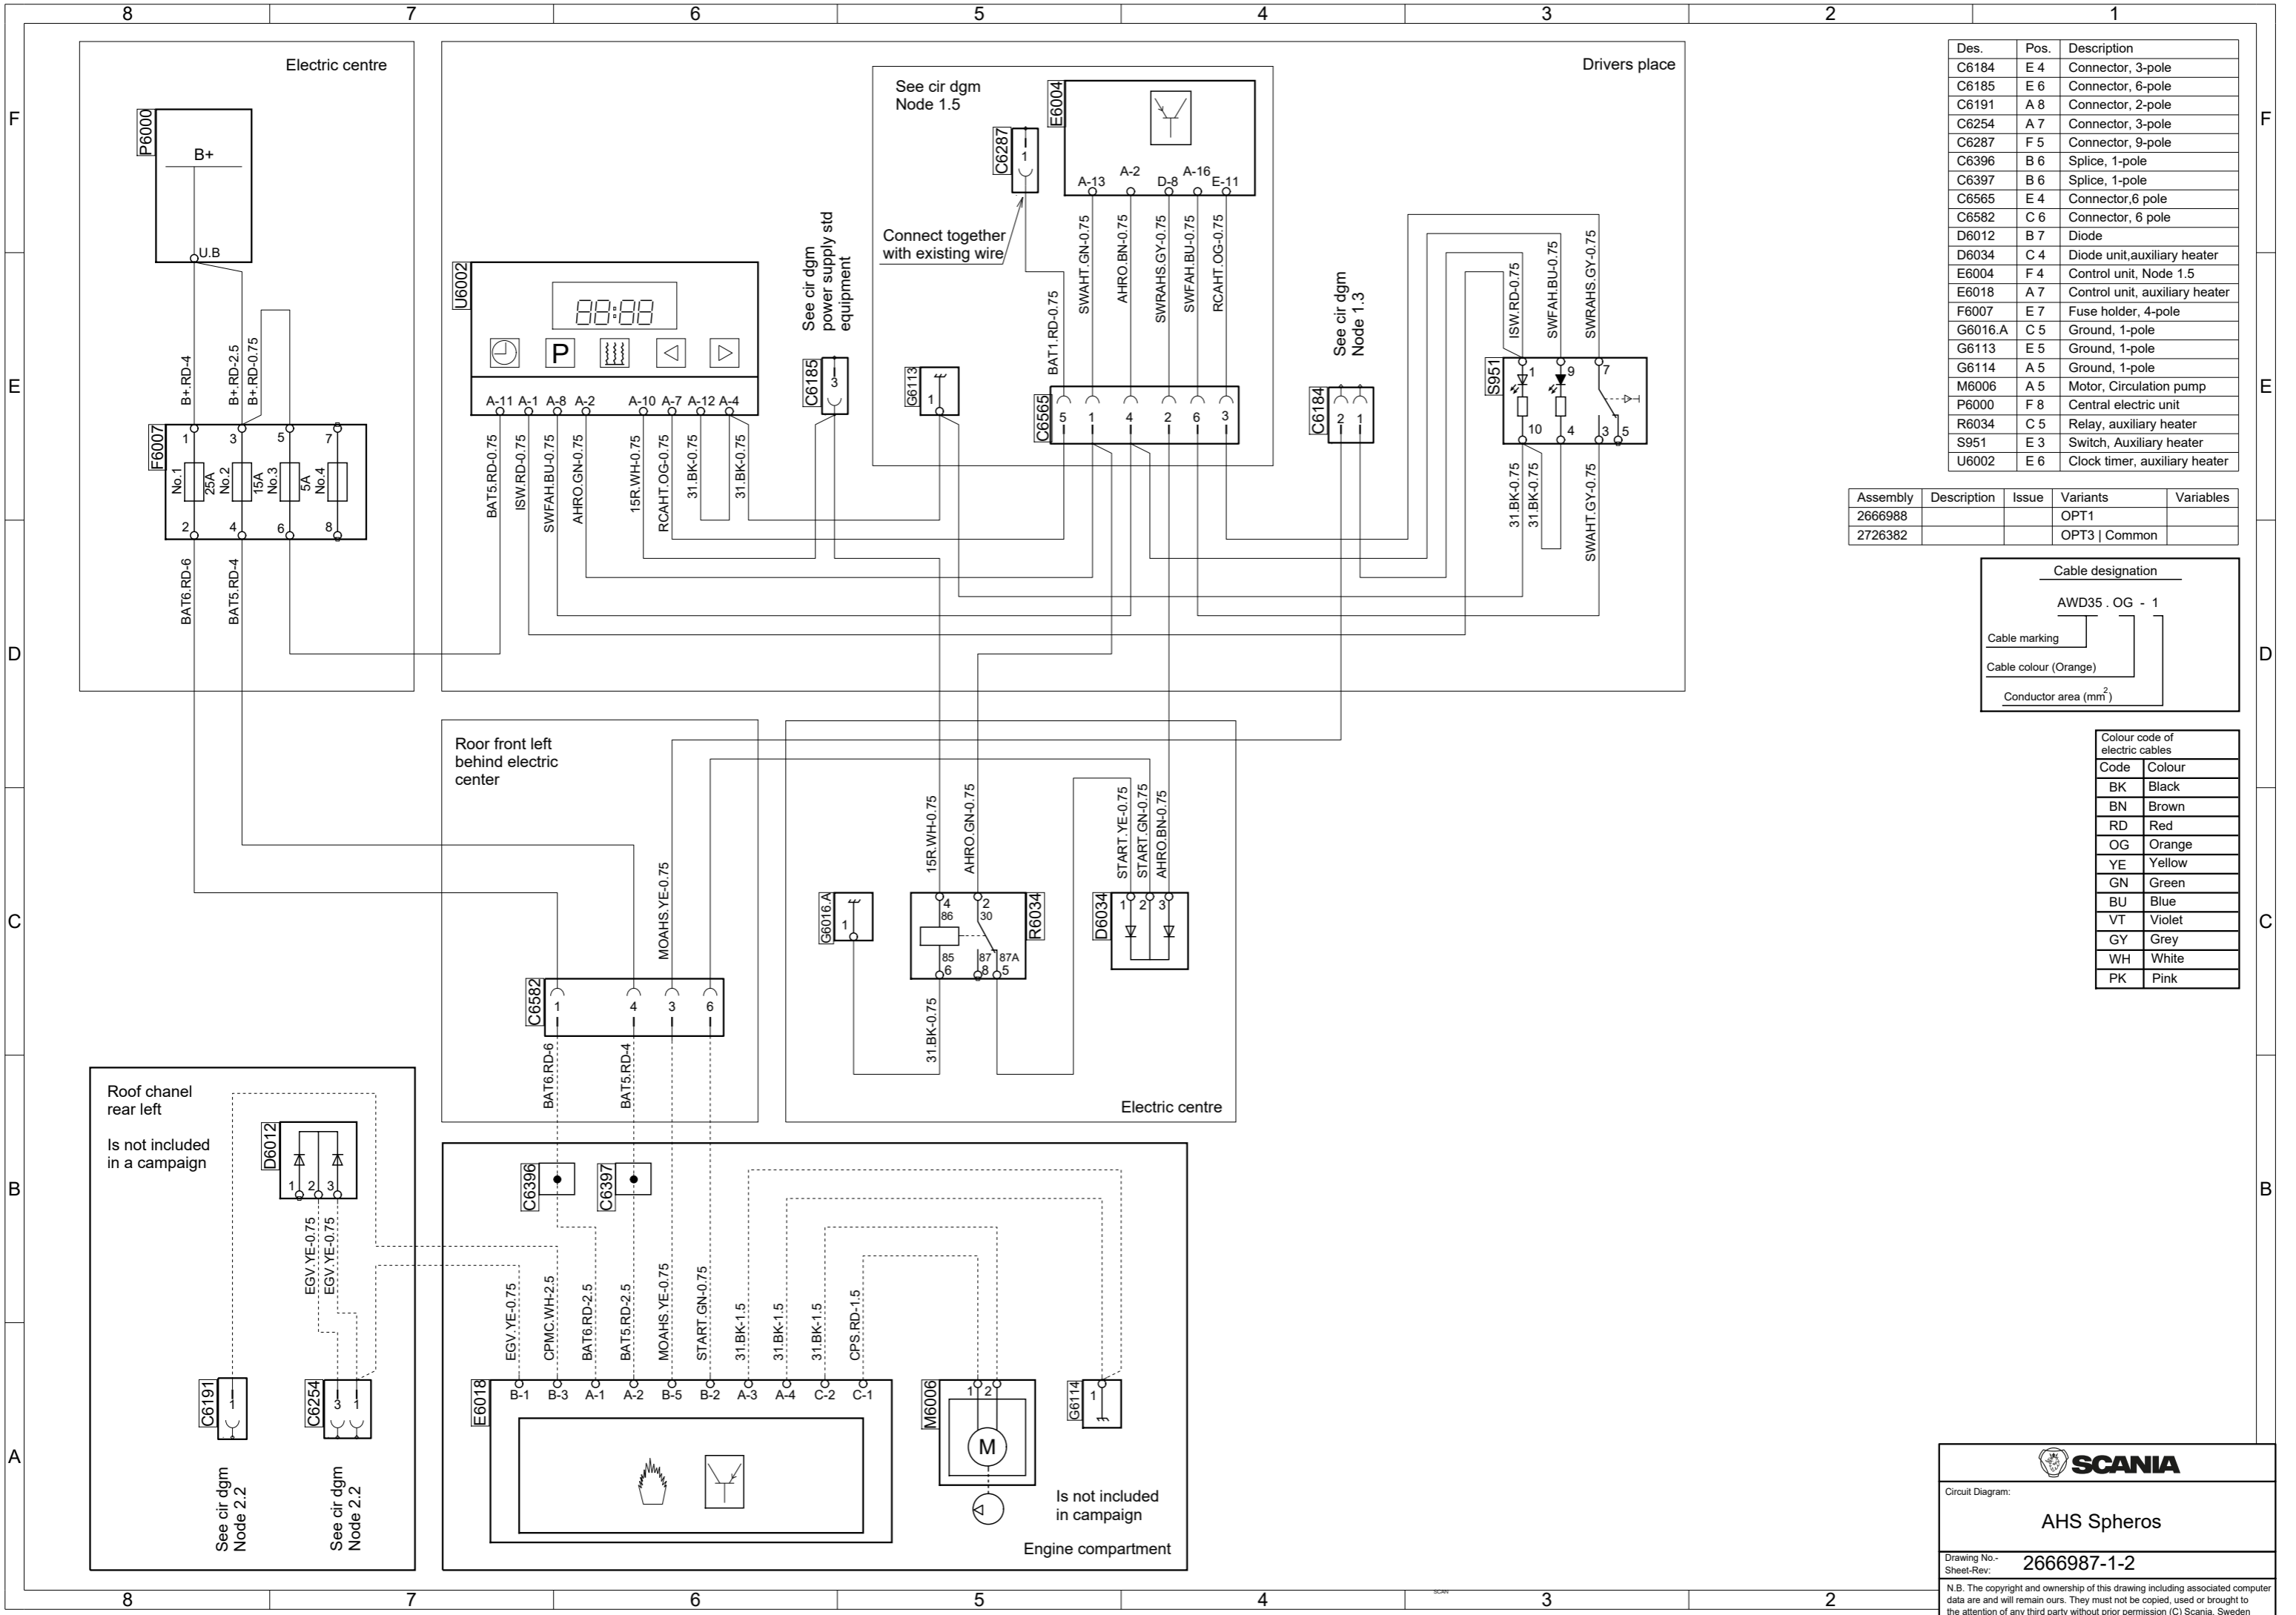 8 7 6 5 4 3 2 1
F
E
D
C
B
A
F
E
D
C
B
A
Electric centre
P6000
B+
U.B
B+.RD-4
B+.RD-2.5
B+.RD-0.75
F6007
1 3 5 7
No.1 25A No.2 15A No.3 5A No.4
2 4 6 8
BAT6.RD-6
BAT5.RD-4
Drivers place
U6002
88:88
P
A-11 A-1 A-8 A-2 A-10 A-7 A-12 A-4
BAT5.RD-0.75
ISW.RD-0.75
SWFAH.BU-0.75
AHRO.GN-0.75
15R.WH-0.75
RCAHT.OG-0.75
31.BK-0.75
31.BK-0.75
See cir dgm
power supply std
equipment
C6185
3
G6113
1
See cir dgm
Node 1.5
C6287
1
Connect together
with existing wire
E6004
A-13 A-2 D-8 A-16 E-11
BAT1.RD-0.75
SWAHT.GN-0.75
AHRO.BN-0.75
SWRAHS.GY-0.75
SWFAH.BU-0.75
RCAHT.OG-0.75
C6565
5 1 4 2 6 3
See cir dgm
Node 1.3
C6184
2 1
ISW.RD-0.75
SWFAH.BU-0.75
SWRAHS.GY-0.75
S951
1 9 7
10 4 3 5
31.BK-0.75
31.BK-0.75
SWAHT.GY-0.75
Roor front left
behind electric
center
MOAHS.YE-0.75
C6582
1 4 3 6
BAT6.RD-6
BAT5.RD-4
15R.WH-0.75
AHRO.GN-0.75
START.YE-0.75
START.GN-0.75
AHRO.BN-0.75
G6016.A
1
R6034
4 2
86 30
85 87 87A
6 8 5
31.BK-0.75
D6034
1 2 3
Electric centre
Roof chanel
rear left
Is not included
in a campaign
D6012
1 2 3
EGV.YE-0.75
EGV.YE-0.75
C6191
1
C6254
3 1
See cir dgm
Node 2.2
See cir dgm
Node 2.2
C6396
C6397
EGV.YE-0.75
CPMC.WH-2.5
BAT6.RD-2.5
BAT5.RD-2.5
MOAHS.YE-0.75
START.GN-0.75
31.BK-1.5
31.BK-1.5
31.BK-1.5
CPS.RD-1.5
E6018
B-1 B-3 A-1 A-2 B-5 B-2 A-3 A-4 C-2 C-1
M6006
1 2
M
G6114
1
Is not included
in campaign
Engine compartment
Des. Pos. Description
C6184 E 4 Connector, 3-pole
C6185 E 6 Connector, 6-pole
C6191 A 8 Connector, 2-pole
C6254 A 7 Connector, 3-pole
C6287 F 5 Connector, 9-pole
C6396 B 6 Splice, 1-pole
C6397 B 6 Splice, 1-pole
C6565 E 4 Connector,6 pole
C6582 C 6 Connector, 6 pole
D6012 B 7 Diode
D6034 C 4 Diode unit,auxiliary heater
E6004 F 4 Control unit, Node 1.5
E6018 A 7 Control unit, auxiliary heater
F6007 E 7 Fuse holder, 4-pole
G6016.A C 5 Ground, 1-pole
G6113 E 5 Ground, 1-pole
G6114 A 5 Ground, 1-pole
M6006 A 5 Motor, Circulation pump
P6000 F 8 Central electric unit
R6034 C 5 Relay, auxiliary heater
S951 E 3 Switch, Auxiliary heater
U6002 E 6 Clock timer, auxiliary heater
Assembly Description Issue Variants Variables
2666988 OPT1
2726382 OPT3 | Common
Cable designation
AWD35 . OG - 1
Cable marking
Cable colour (Orange)
Conductor area (mm2)
Colour code of
electric cables
Code Colour
BK Black
BN Brown
RD Red
OG Orange
YE Yellow
GN Green
BU Blue
VT Violet
GY Grey
WH White
PK Pink
SCANIA
Circuit Diagram:
AHS Spheros
Drawing No.-
Sheet-Rev: 2666987-1-2
N.B. The copyright and ownership of this drawing including associated computer
data are and will remain ours. They must not be copied, used or brought to
the attention of any third party without prior permission (C) Scania, Sweden
SCAN
8 7 6 5 4 3 2